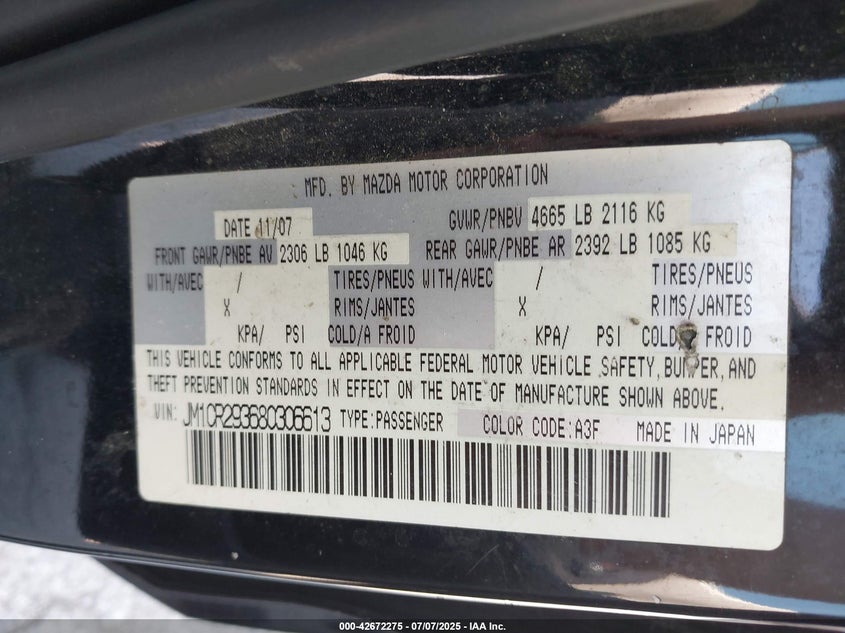 MFD. BY MAZDA MOTOR CORPORATION
DATE 11/07 GVWR/PNBV 4665 LB 2116 KG
FRONT GAWR/PNBE AV 2306 LB 1046 KG REAR GAWR/PNBE AR 2392 LB 1085 KG
WITH/AVEC / TIRES/PNEUS WITH/AVEC / TIRES/PNEUS
X RIMS/JANTES X RIMS/JANTES
KPA/ PSI COLD/A FROID KPA/ PSI COLD/A FROID
THIS VEHICLE CONFORMS TO ALL APPLICABLE FEDERAL MOTOR VEHICLE SAFETY, BUMPER, AND
THEFT PREVENTION STANDARDS IN EFFECT ON THE DATE OF MANUFACTURE SHOWN ABOVE.
VIN: JM1CR293680306613 TYPE:PASSENGER COLOR CODE:A3F MADE IN JAPAN
000-42672275 - 07/07/2025 - IAA Inc.